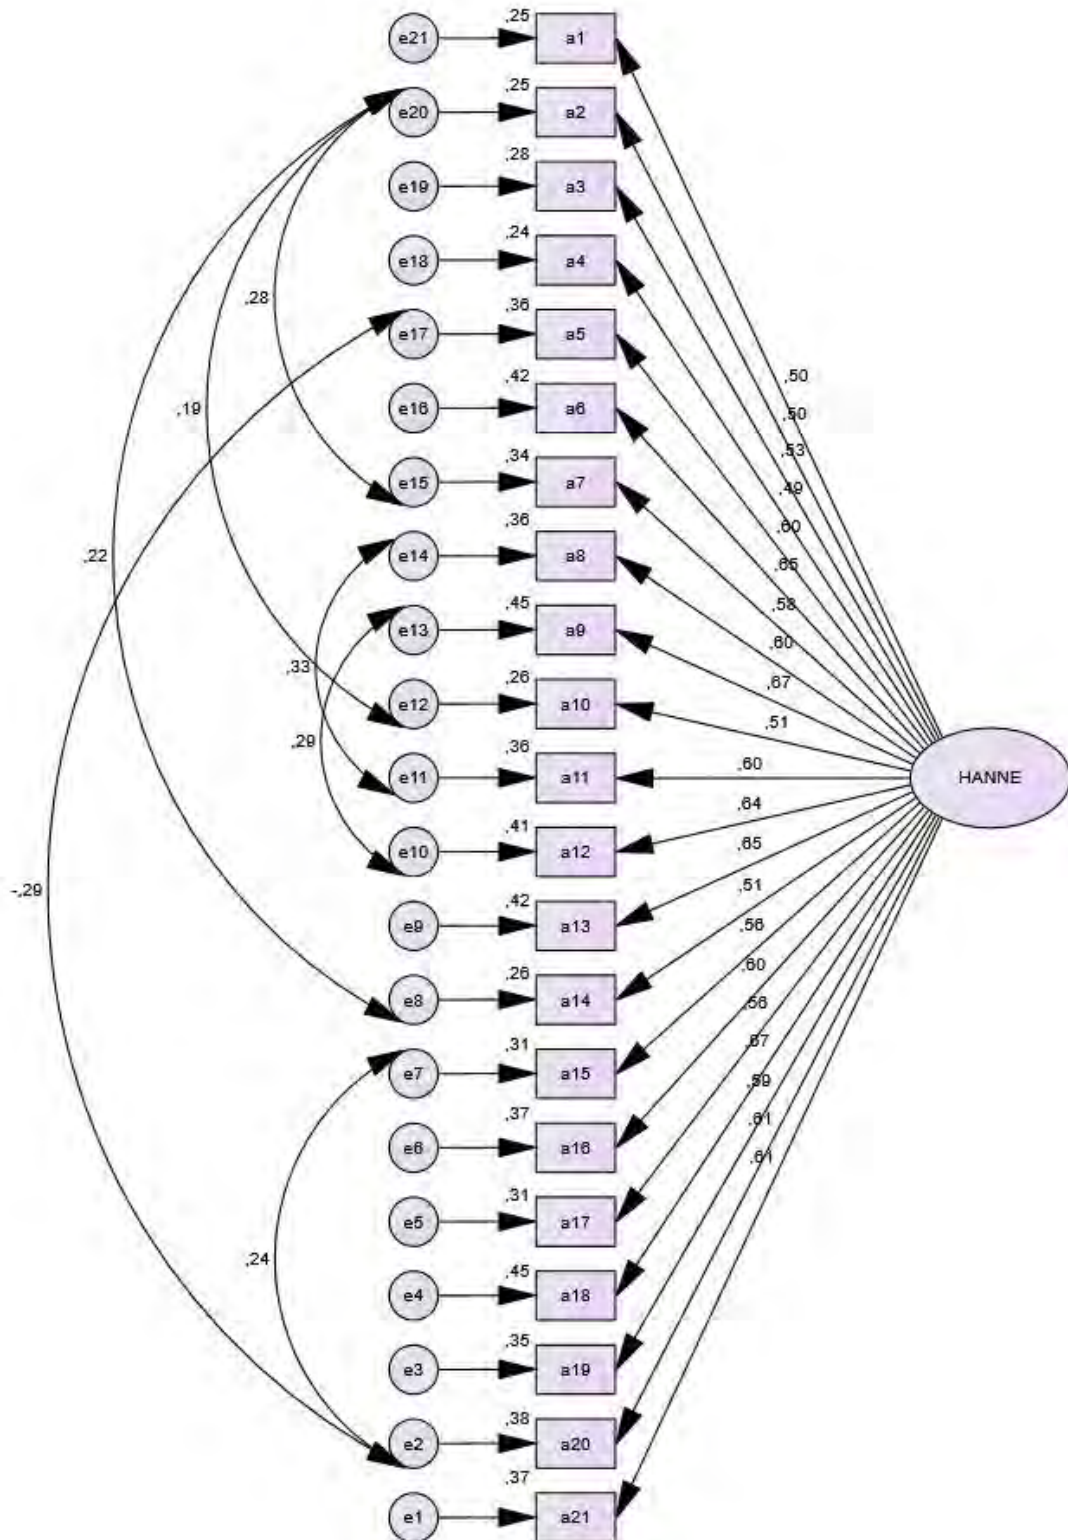 ,25
e21 a1
,25
e20 a2
,28
e19 a3
,24
e18 a4
,28
,36
e17 a5
,50
,42
e16 a6
,19
,50
,53
,34
e15 a7
,49
,36
,60
e14 a8
,22
,65
,45
,58
e13 a9
,60
,33
,26
,67
e12 a10
,51
,29
,36
e11 a11
,60
HANNE
,41
,64
e10 a12
,65
-,29
,42
,51
e9 a13
,56
,26
,60
e8 a14
,56
,31
,67
e7 a15
,59
,37
,61
e6 a16
,61
,31
e5 a17
,24
,45
e4 a18
,35
e3 a19
,38
e2 a20
,37
e1 a21